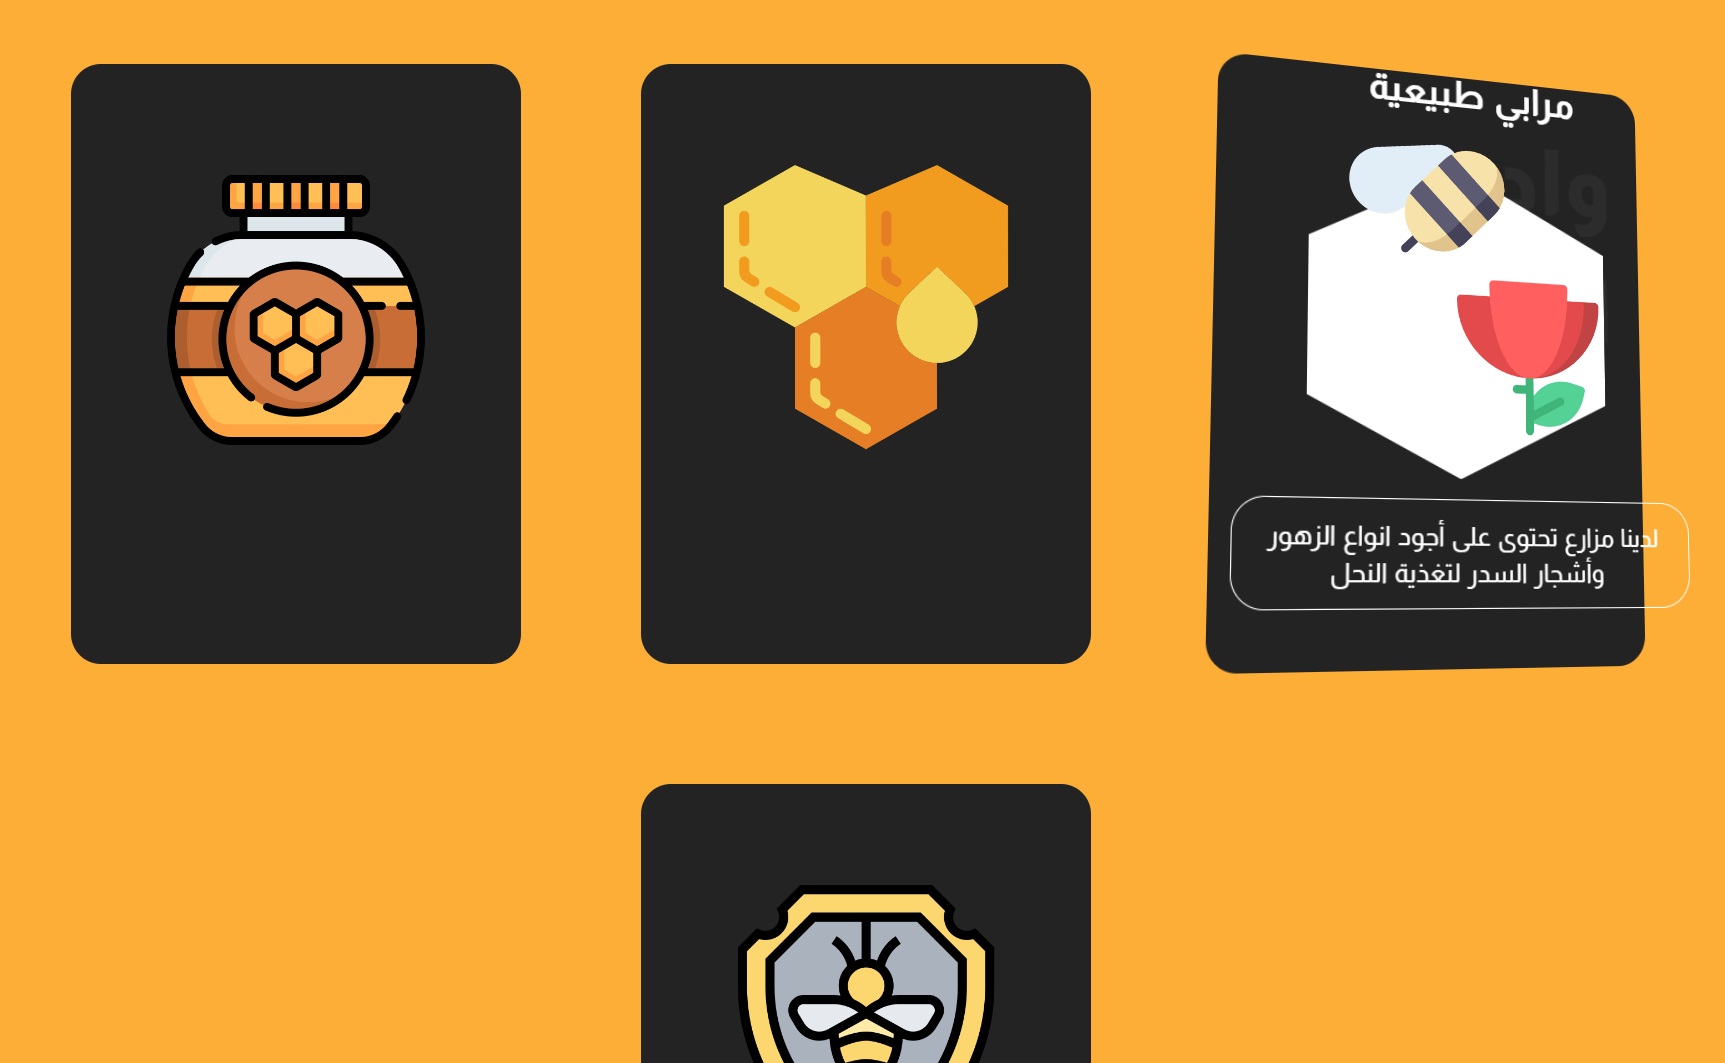 مرابي طبيعية
لدينا مزارع تحتوى على أجود انواع الزهور
وأشجار السدر لتغذية النحل